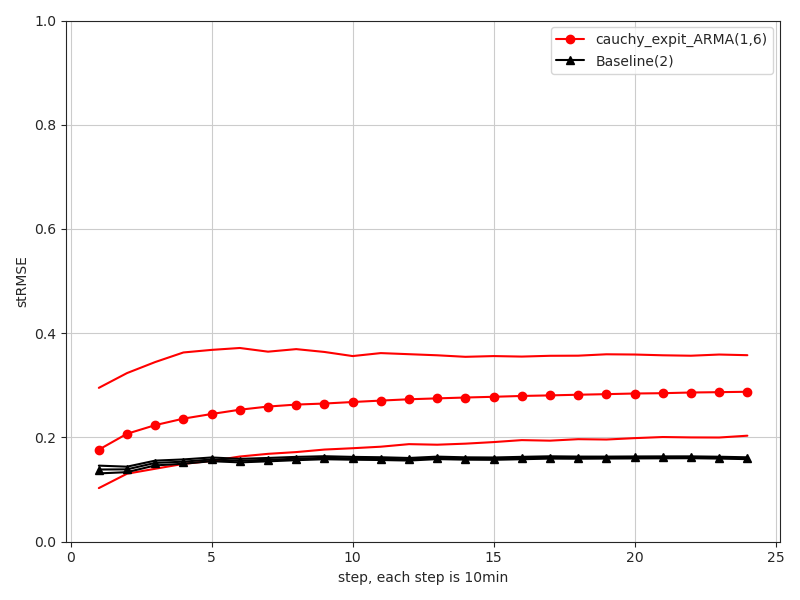 1.0
0.8
0.6
0.4
0.2
0.0
stRMSE
0 5 10 15 20 25
step, each step is 10min
cauchy_expit_ARMA(1,6)
Baseline(2)